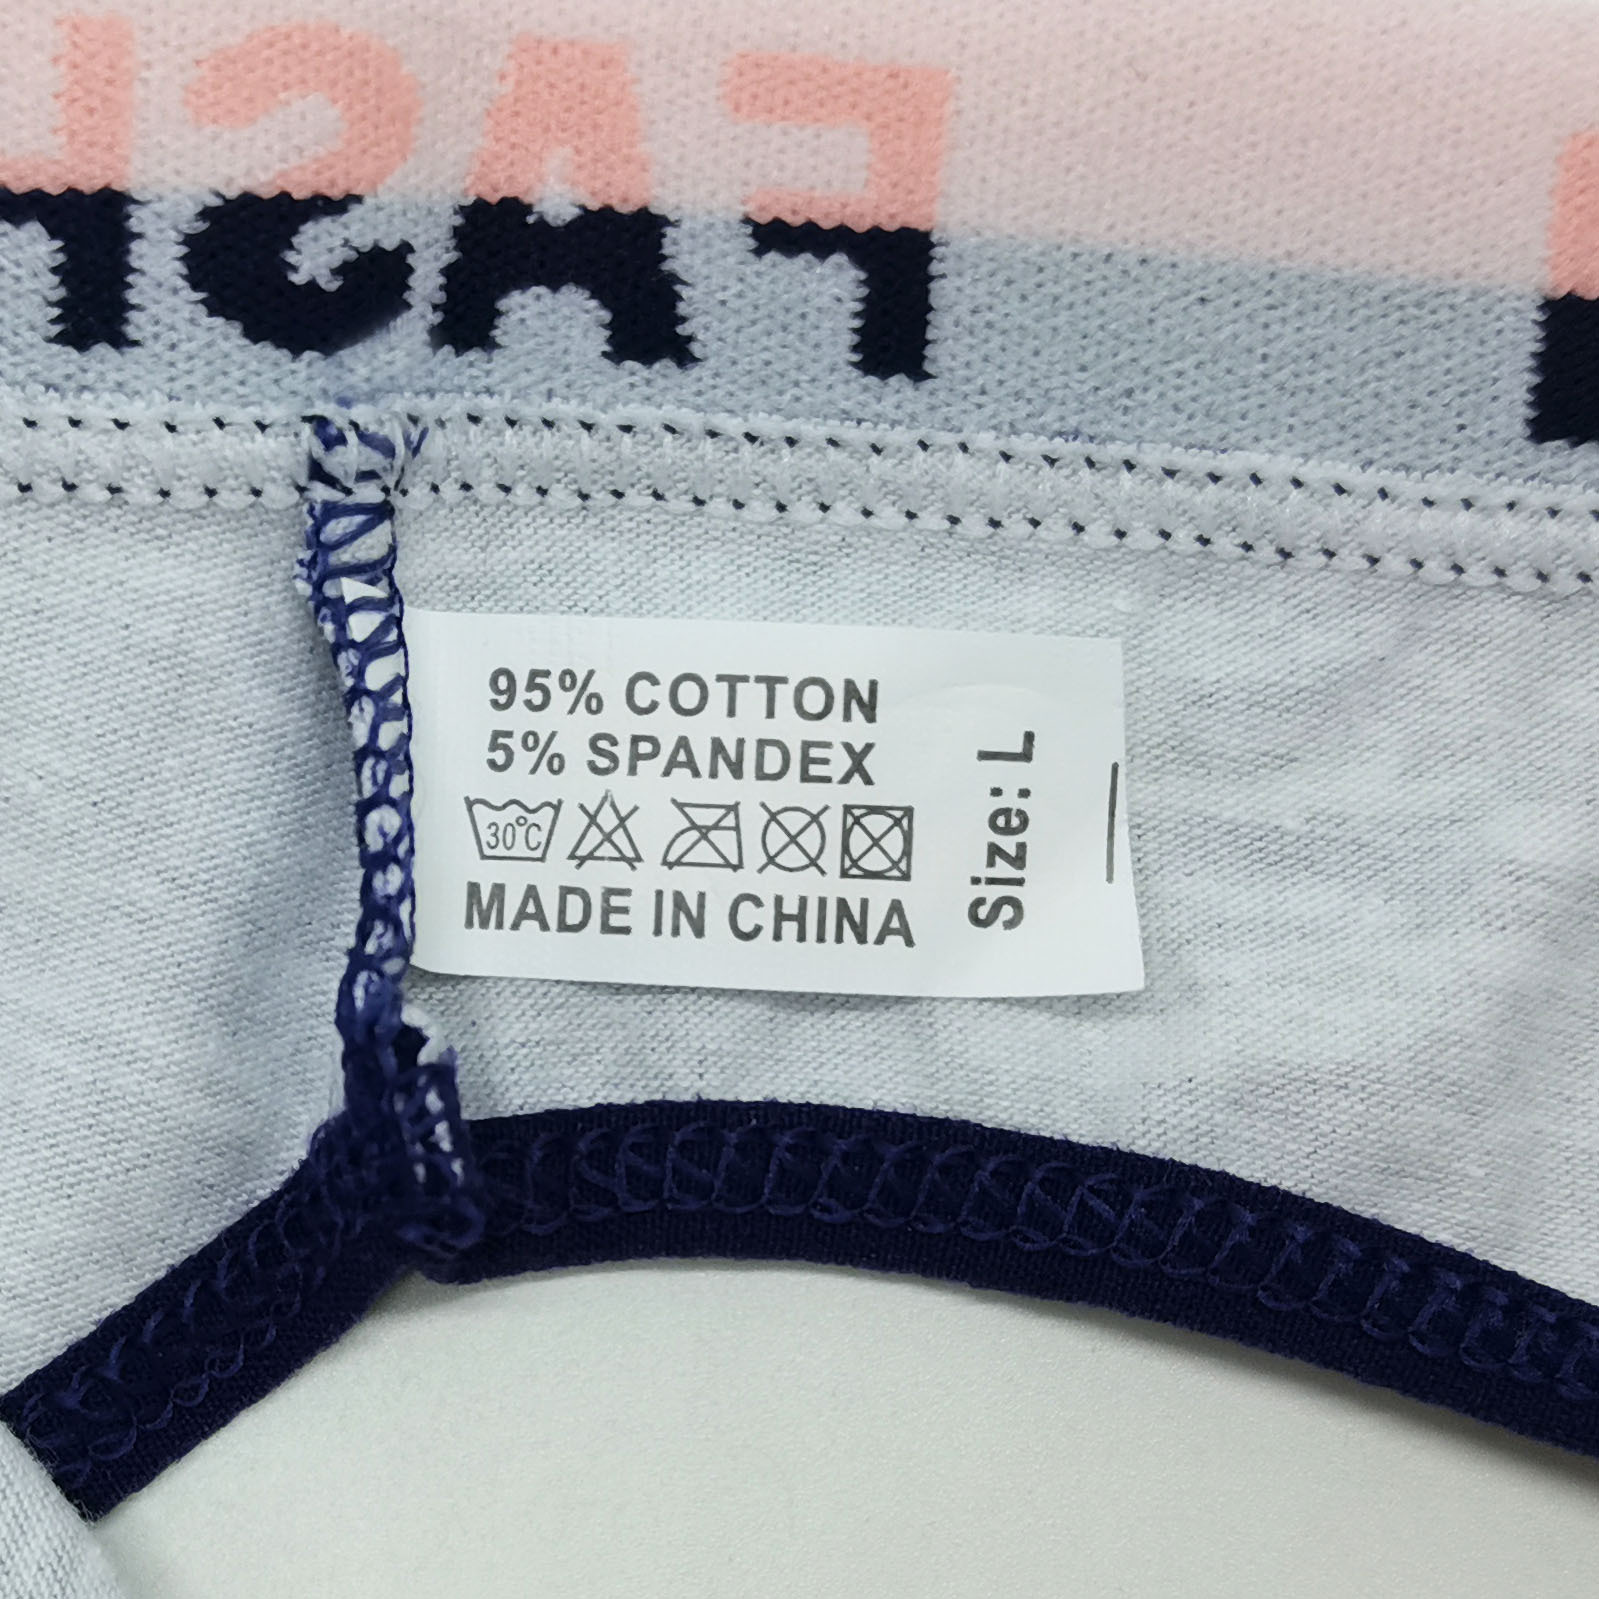 95% COTTON
5% SPANDEX
30°C
MADE IN CHINA
Size: L